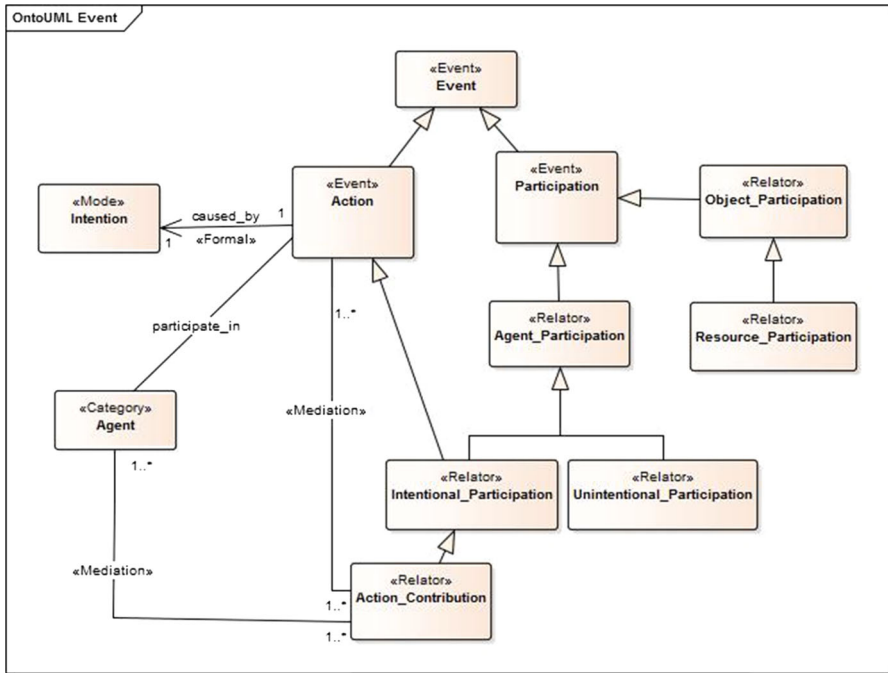 OntoUML Event
«Event»
Event
«Event»
Action
«Event»
Participation
«Relator»
Object_Participation
«Mode»
Intention
caused_by
1
1
«Formal»
participate_in
1..*
«Relator»
Agent_Participation
«Relator»
Resource_Participation
«Category»
Agent
1..*
«Mediation»
«Relator»
Intentional_Participation
«Relator»
Unintentional_Participation
«Mediation»
«Relator»
Action_Contribution
1..*
1..*